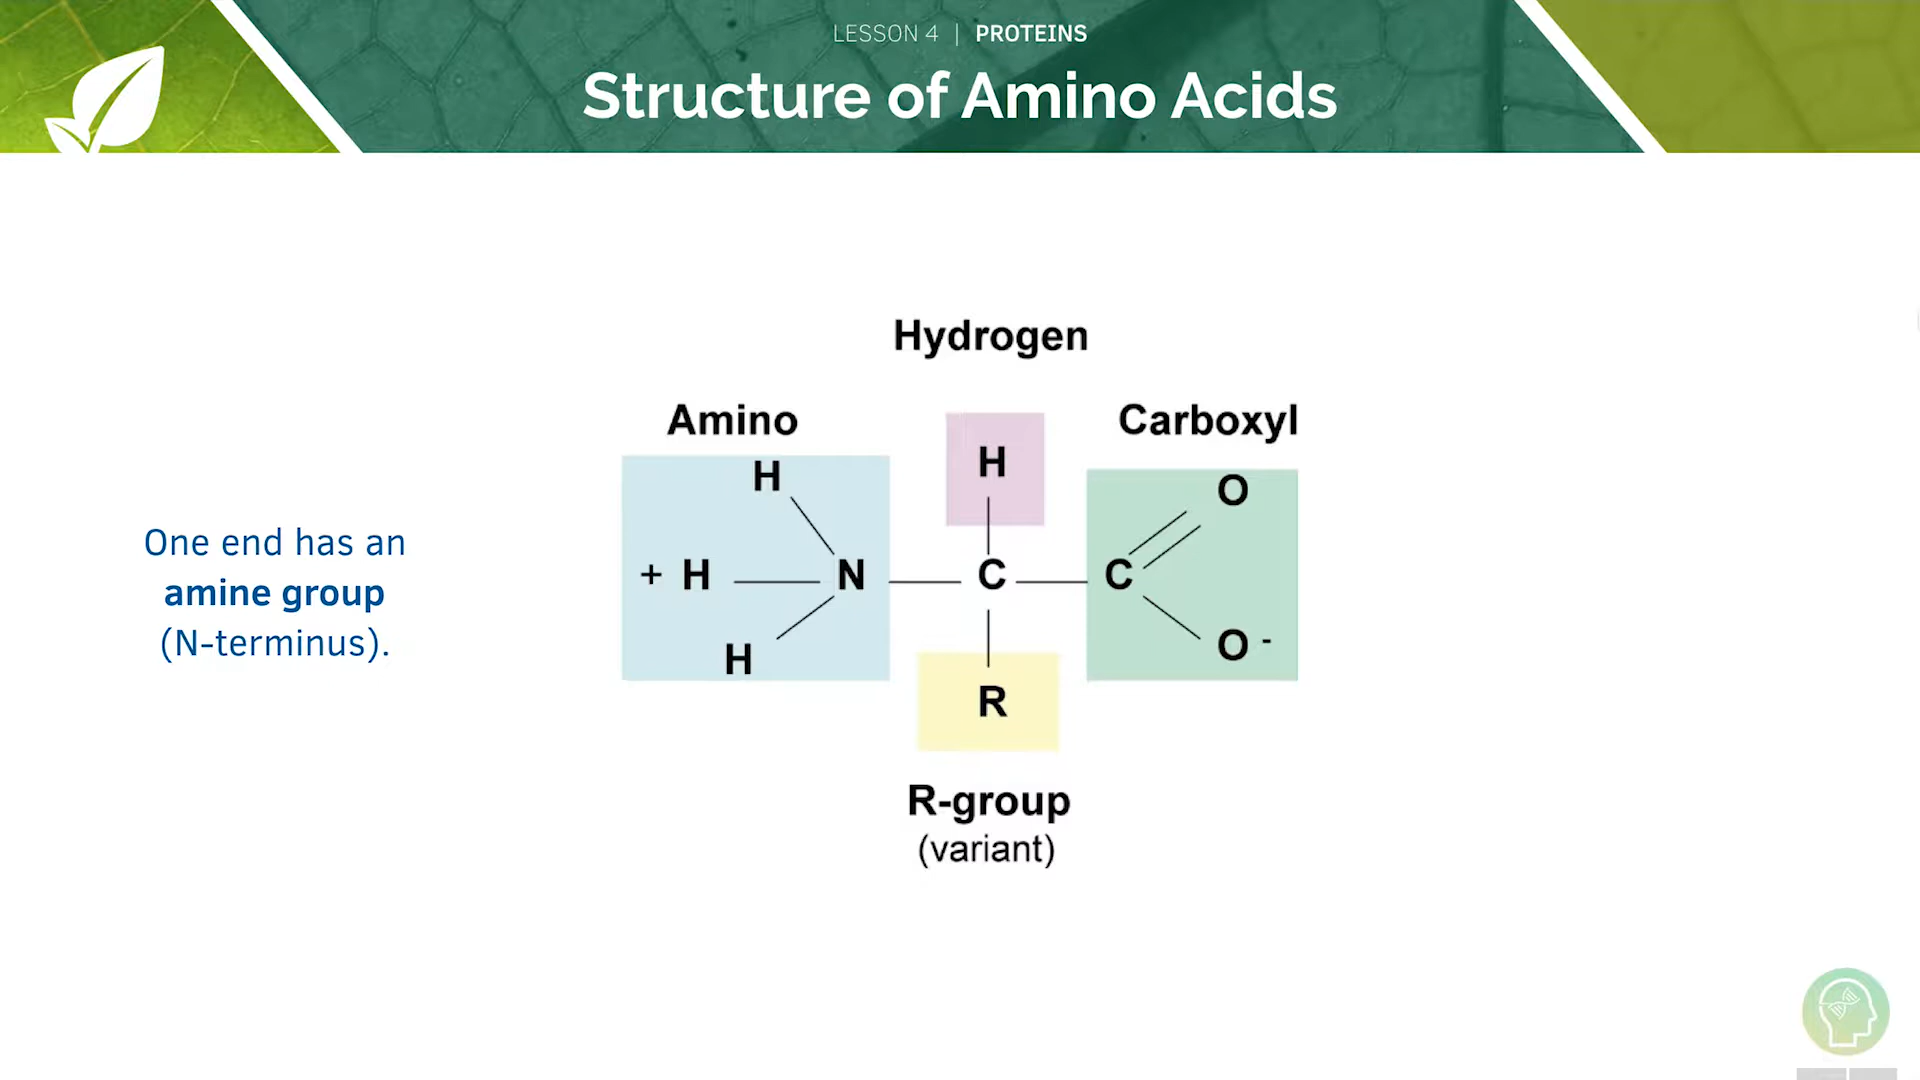 LESSON 4 | PROTEINS
Structure of Amino Acids
One end has an
amine group
(N-terminus).
Hydrogen
Amino
Carboxyl
H
H
O
+ H N C C
H
O -
R
R-group
(variant)